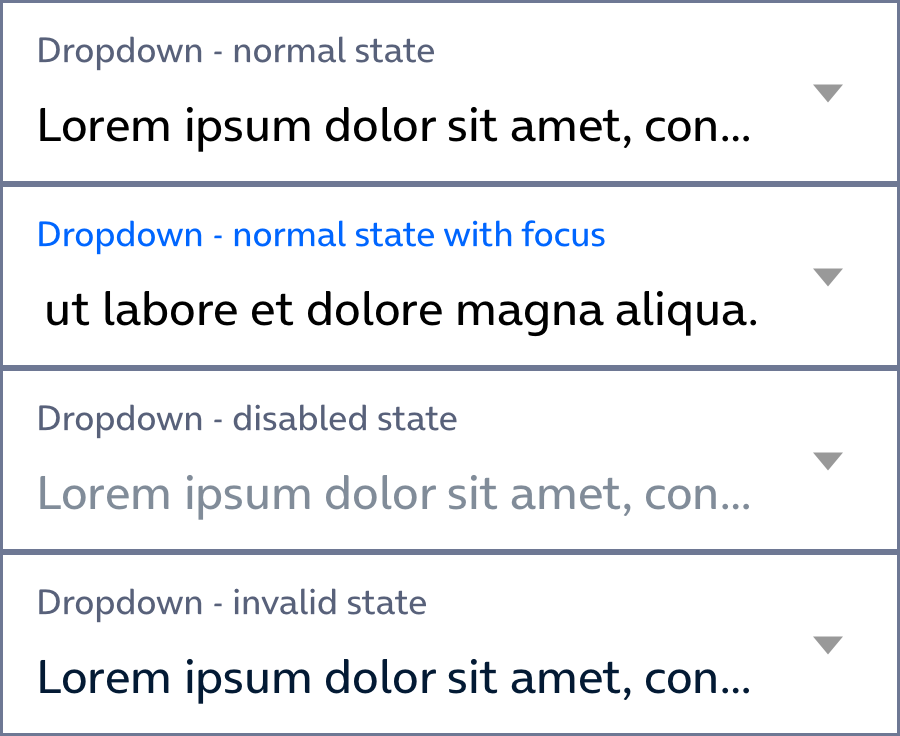 Dropdown - normal state
Lorem ipsum dolor sit amet, con...
Dropdown - normal state with focus
ut labore et dolore magna aliqua.
Dropdown - disabled state
Lorem ipsum dolor sit amet, con...
Dropdown - invalid state
Lorem ipsum dolor sit amet, con...